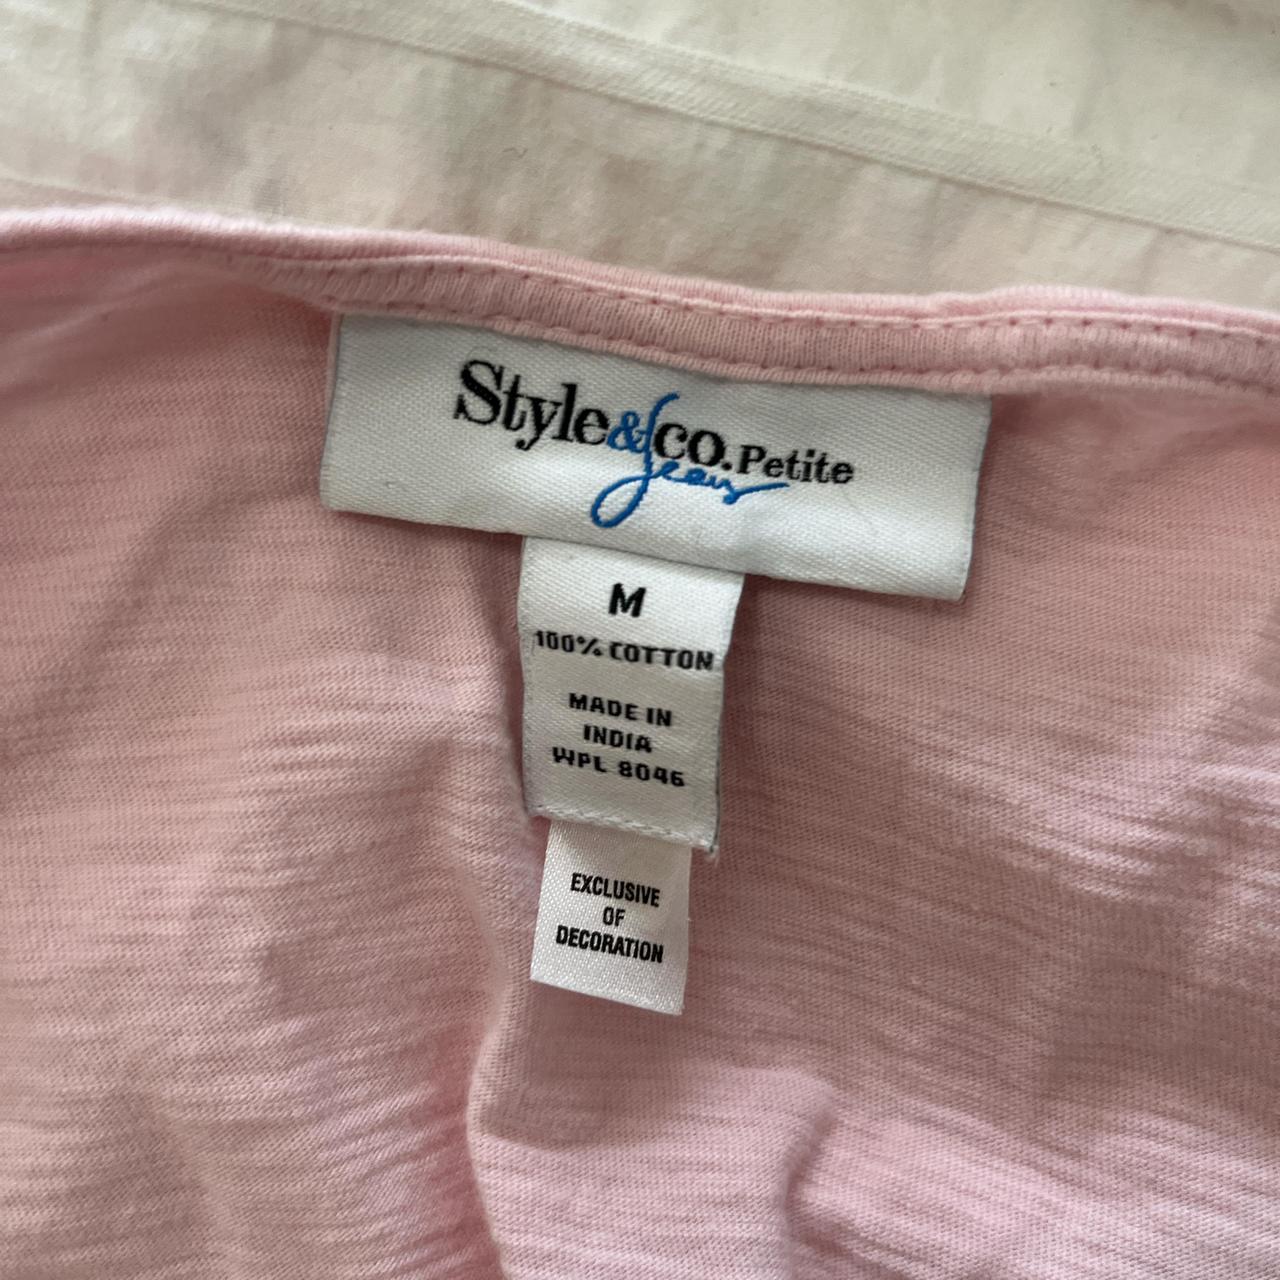 Style&co. Petite
Jeans
M
100% COTTON
MADE IN
INDIA
WPL 8046
EXCLUSIVE
OF
DECORATION